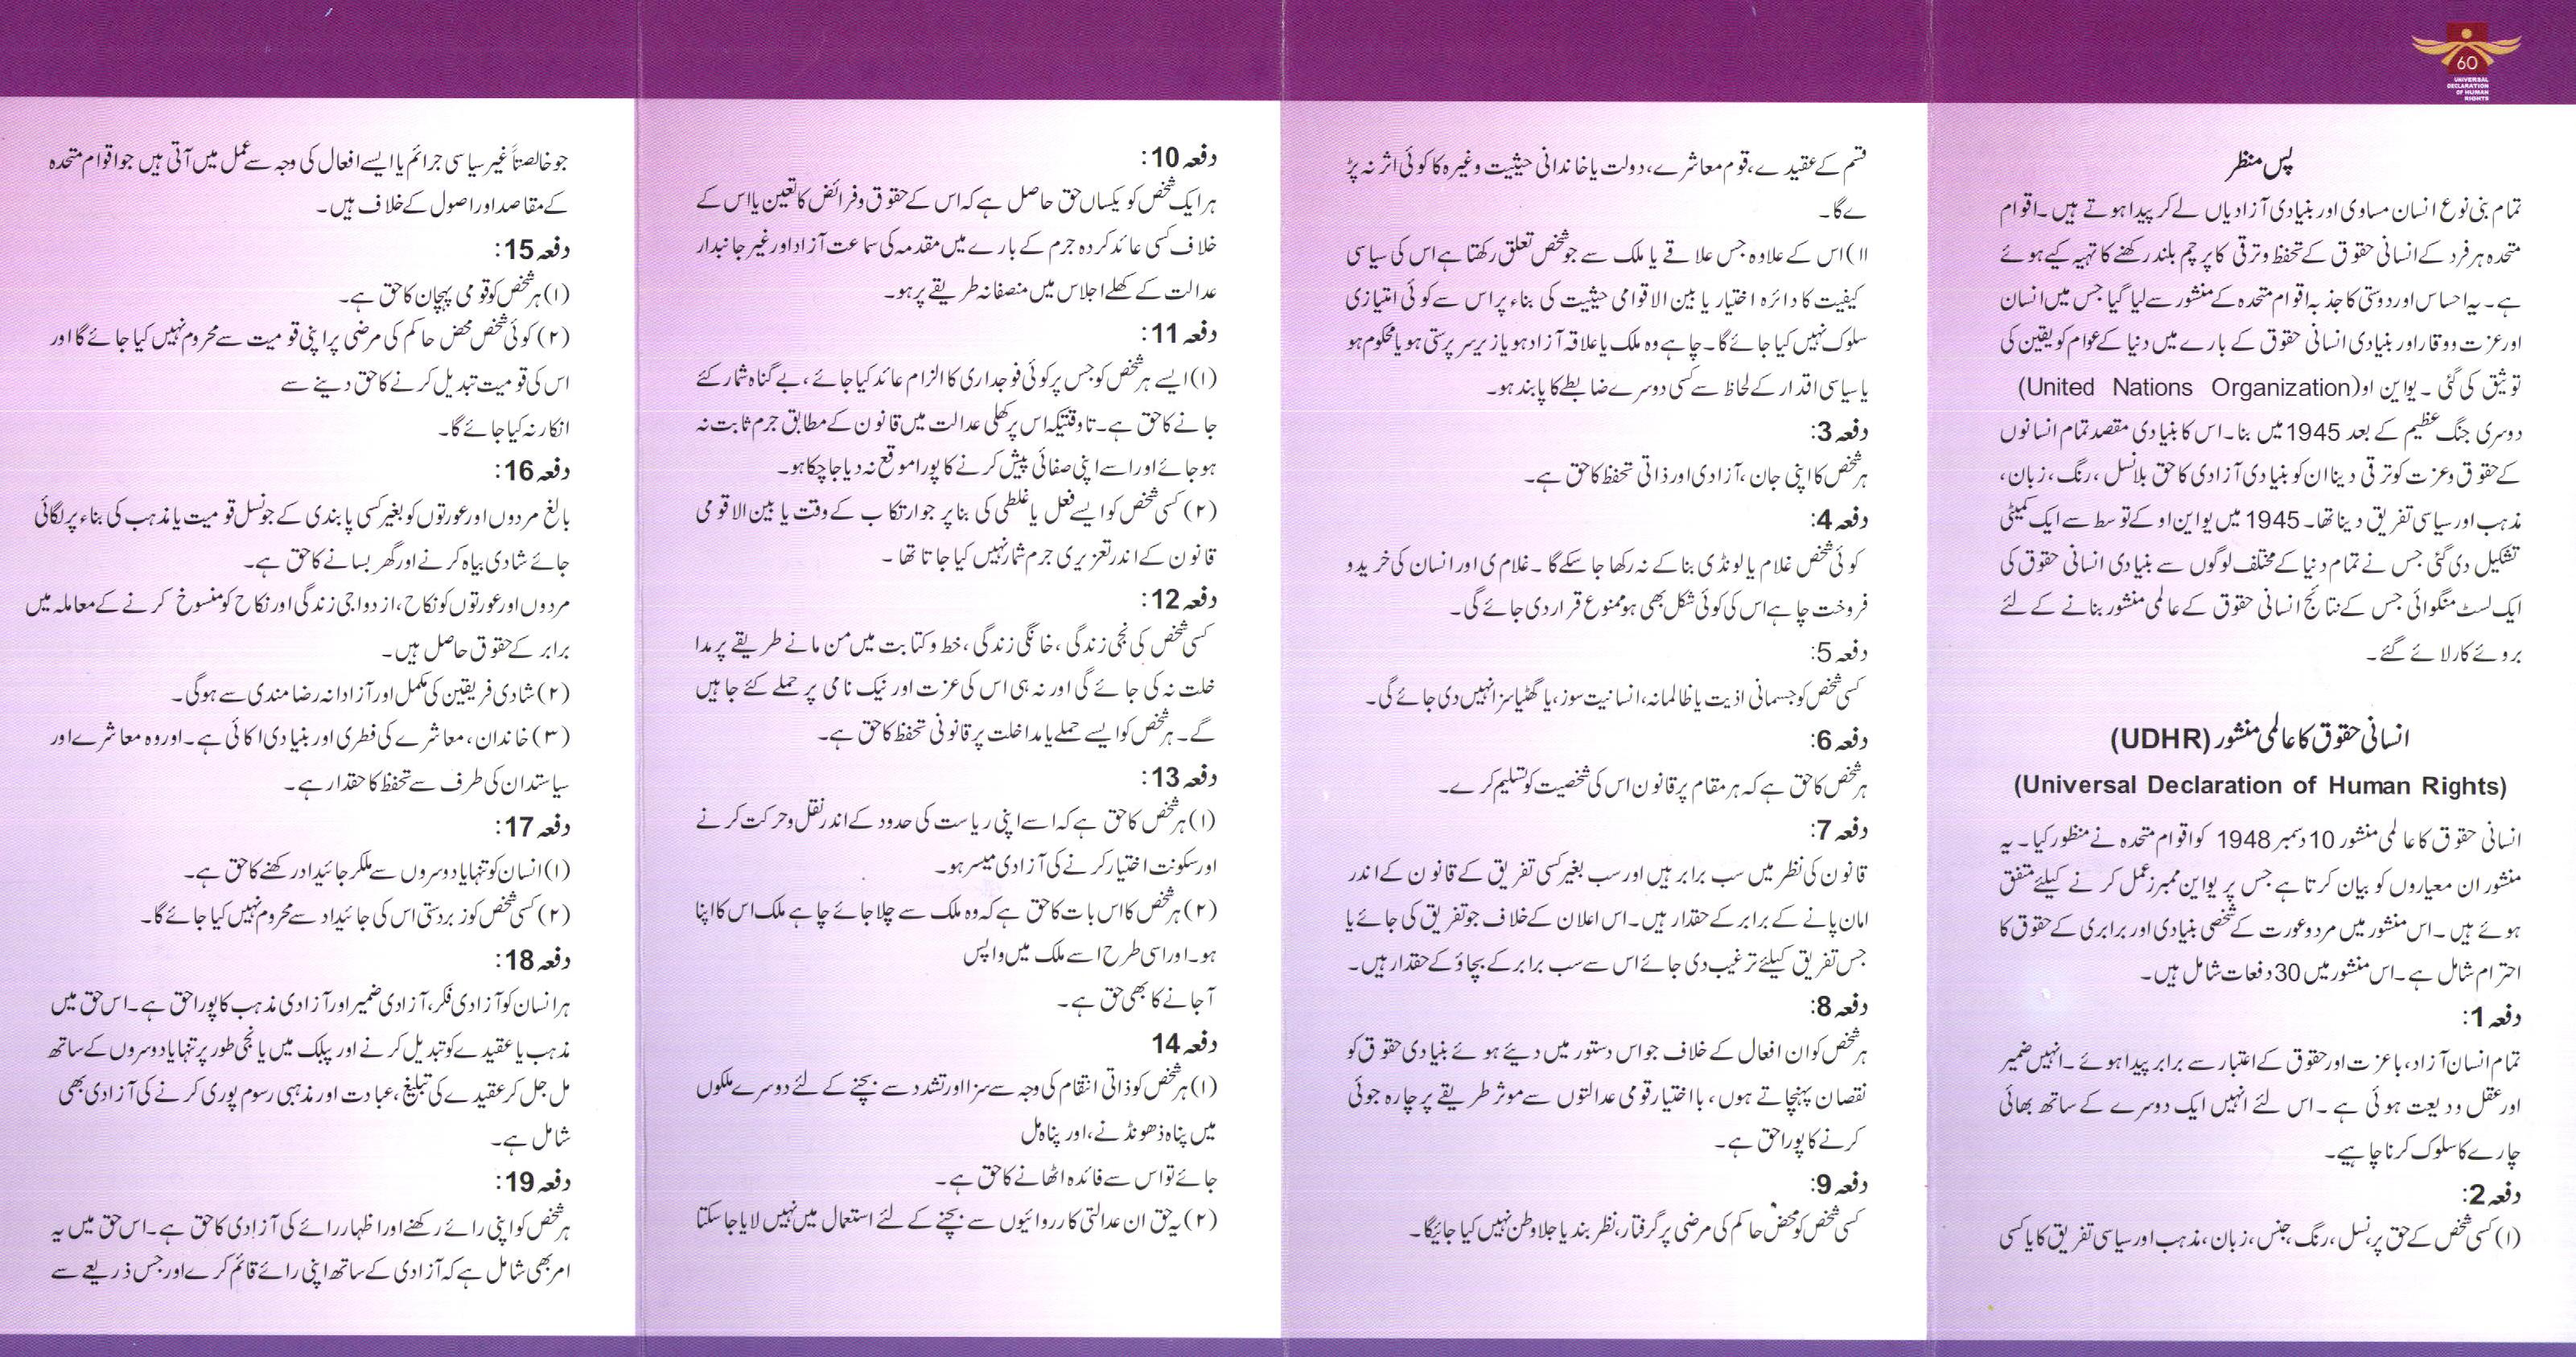 60
UNIVERSAL
DECLARATION
OF HUMAN
RIGHTS
پس منظر
تمام بنی نوع انسان مساوی اور بنیادی آزادیاں لے کر پیدا ہوتے ہیں۔ اقوام
متحدہ ہر فرد کے انسانی حقوق کے تحفظ و ترقی کا پرچم بلند رکھنے کا تہیہ کیے ہوئے
ہے۔ یہ احساس اور دوستی کا جذبہ اقوام متحدہ کے منشور سے لیا گیا جس میں انسان
اور عزت و وقار اور بنیادی انسانی حقوق کے بارے میں دنیا کے عوام کو یقین کی
توثیق کی گئی ۔ یو این او (United Nations Organization)
دوسری جنگ عظیم کے بعد 1945 میں بنا۔ اس کا بنیادی مقصد تمام انسانوں
کے حقوق و عزت کو ترقی دینا ان کو بنیادی آزادی کا حق بلا نسل ، رنگ ، زبان ،
مذہب اور سیاسی تفریق دینا تھا۔ 1945 میں یو این او کے توسط سے ایک کمیٹی
تشکیل دی گئی جس نے تمام دنیا کے مختلف لوگوں سے بنیادی انسانی حقوق کی
ایک لسٹ منگوائی جس کے نتائج انسانی حقوق کے عالمی منشور بنانے کے لئے
بروئے کار لائے گئے۔
انسانی حقوق کا عالمی منشور (UDHR)
(Universal Declaration of Human Rights)
انسانی حقوق کا عالمی منشور 10 دسمبر 1948 کو اقوام متحدہ نے منظور کیا۔ یہ
منشور ان معیاروں کو بیان کرتا ہے جس پر یو این ممبرز عمل کرنے کیلئے متفق
ہوئے ہیں ۔ اس منشور میں مرد و عورت کے شخصی بنیادی اور برابری کے حقوق کا
احترام شامل ہے۔ اس منشور میں 30 دفعات شامل ہیں۔
دفعہ 1:
تمام انسان آزاد، باعزت اور حقوق کے اعتبار سے برابر پیدا ہوئے ۔ انہیں ضمیر
اور عقل ودیعت ہوئی ہے ۔ اس لئے انہیں ایک دوسرے کے ساتھ بھائی
چارے کا سلوک کرنا چاہیے۔
دفعہ 2:
(۱) کسی شخص کے حق پر، نسل ، رنگ ، جنس ، زبان ، مذہب اور سیاسی تفریق کا یا کسی
قسم کے عقیدے، قوم معاشرے، دولت یا خاندانی حیثیت وغیرہ کا کوئی اثر نہ پڑ
ے گا۔
۱۱) اس کے علاوہ جس علاقے یا ملک سے جو شخص تعلق رکھتا ہے اس کی سیاسی
کیفیت کا دائرہ اختیار یا بین الاقوامی حیثیت کی بناء پر اس سے کوئی امتیازی
سلوک نہیں کیا جائے گا۔ چاہے وہ ملک یا علاقہ آزاد ہو یا زیر سرپرستی ہو یا محکوم ہو
یا سیاسی اقدار کے لحاظ سے کسی دوسرے ضابطے کا پابند ہو۔
دفعہ 3:
ہر شخص کا اپنی جان ، آزادی اور ذاتی تحفظ کا حق ہے۔
دفعہ 4:
کوئی شخص غلام یا لونڈی بنا کے نہ رکھا جا سکے گا ۔ غلامی اور انسان کی خرید و
فروخت چاہے اس کی کوئی شکل بھی ہو ممنوع قرار دی جائے گی۔
دفعہ 5:
کسی شخص کو جسمانی اذیت یا ظالمانہ، انسانیت سوز، یا گھٹیا سزا نہیں دی جائے گی۔
دفعہ 6:
ہر شخص کا حق ہے کہ ہر مقام پر قانون اس کی شخصیت کو تسلیم کرے۔
دفعہ 7:
قانون کی نظر میں سب برابر ہیں اور سب بغیر کسی تفریق کے قانون کے اندر
امان پانے کے برابر کے حقدار ہیں۔ اس اعلان کے خلاف جو تفریق کی جائے یا
جس تفریق کیلئے ترغیب دی جائے اس سے سب برابر کے بچاؤ کے حقدار ہیں۔
دفعہ 8:
ہر شخص کو ان افعال کے خلاف جو اس دستور میں دیئے ہوئے بنیادی حقوق کو
نقصان پہنچاتے ہوں ، با اختیار قومی عدالتوں سے موثر طریقے پر چارہ جوئی
کرنے کا پورا حق ہے۔
دفعہ 9:
کسی شخص کو محض حاکم کی مرضی پر گرفتار، نظر بند یا جلا وطن نہیں کیا جائیگا۔
دفعہ 10:
ہر ایک شخص کو یکساں حق حاصل ہے کہ اس کے حقوق و فرائض کا تعین یا اس کے
خلاف کسی عائد کردہ جرم کے بارے میں مقدمہ کی سماعت آزاد اور غیر جانبدار
عدالت کے کھلے اجلاس میں منصفانہ طریقے پر ہو۔
دفعہ 11:
(۱) ایسے ہر شخص کو جس پر کوئی فوجداری کا الزام عائد کیا جائے ، بے گناہ شمار کئے
جانے کا حق ہے۔ تاوقتیکہ اس پر کھلی عدالت میں قانون کے مطابق جرم ثابت نہ
ہو جائے اور اسے اپنی صفائی پیش کرنے کا پورا موقع نہ دیا جا چکا ہو۔
(۲) کسی شخص کو ایسے فعل یا غلطی کی بنا پر جو ارتکاب کے وقت یا بین الاقومی
قانون کے اندر تعزیری جرم شمار نہیں کیا جاتا تھا ۔
دفعہ 12:
کسی شخص کی نجی زندگی ، خانگی زندگی ، خط و کتابت میں من مانے طریقے پر مدا
خلت نہ کی جائے گی اور نہ ہی اس کی عزت اور نیک نامی پر حملے کئے جاہیں
گے۔ ہر شخص کو ایسے حملے یا مداخلت پر قانونی تحفظ کا حق ہے۔
دفعہ 13:
(۱) ہر شخص کا حق ہے کہ اسے اپنی ریاست کی حدود کے اندر نقل و حرکت کرنے
اور سکونت اختیار کرنے کی آزادی میسر ہو۔
(۲) ہر شخص کا اس بات کا حق ہے کہ وہ ملک سے چلا جائے چاہے ملک اس کا اپنا
ہو۔ اور اسی طرح اسے ملک میں واپس
آجانے کا بھی حق ہے۔
دفعہ 14
(۱) ہر شخص کو ذاتی انتقام کی وجہ سے سزا اور تشدد سے بچنے کے لئے دوسرے ملکوں
میں پناہ ذھونڈنے، اور پناہ مل
جائے تو اس سے فائدہ اٹھانے کا حق ہے۔
(۲) یہ حق ان عدالتی کارروائیوں سے بچنے کے لئے استعمال میں نہیں لایا جا سکتا
جو خالصتاً غیر سیاسی جرائم یا ایسے افعال کی وجہ سے عمل میں آتی ہیں جو اقوام متحدہ
کے مقاصد اور اصول کے خلاف ہیں۔
دفعہ 15:
(۱) ہر شخص کو قومی پہچان کا حق ہے۔
(۲) کوئی شخص محض حاکم کی مرضی پر اپنی قومیت سے محروم نہیں کیا جائے گا اور
اس کی قومیت تبدیل کرنے کا حق دینے سے
انکار نہ کیا جائے گا۔
دفعہ 16:
بالغ مردوں اور عورتوں کو بغیر کسی پابندی کے جو نسل قومیت یا مذہب کی بناء پر لگائی
جائے شادی بیاہ کرنے اور گھر بسانے کا حق ہے۔
مردوں اور عورتوں کو نکاح ، ازدواجی زندگی اور نکاح کو منسوخ کرنے کے معاملہ میں
برابر کے حقوق حاصل ہیں۔
(۲) شادی فریقین کی مکمل اور آزادانہ رضا مندی سے ہوگی۔
(۳) خاندان ، معاشرے کی فطری اور بنیادی اکائی ہے۔ اور وہ معاشرے اور
سیاستدان کی طرف سے تحفظ کا حقدار ہے۔
دفعہ 17:
(۱) انسان کو تنہا یا دوسروں سے ملکر جائیداد رکھنے کا حق ہے۔
(۲) کسی شخص کو زبردستی اس کی جائیداد سے محروم نہیں کیا جائے گا۔
دفعہ 18:
ہر انسان کو آزادی فکر، آزادی ضمیر اور آزادی مذہب کا پورا حق ہے۔ اس حق میں
مذہب یا عقیدے کو تبدیل کرنے اور پبلک میں یا نجی طور پر تنہا یا دوسروں کے ساتھ
مل جل کر عقیدے کی تبلیغ ، عبادت اور مذہبی رسوم پوری کرنے کی آزادی بھی
شامل ہے۔
دفعہ 19:
ہر شخص کو اپنی رائے رکھنے اور اظہار رائے کی آزادی کا حق ہے۔ اس حق میں یہ
امر بھی شامل ہے کہ آزادی کے ساتھ اپنی رائے قائم کرے اور جس ذریعے سے